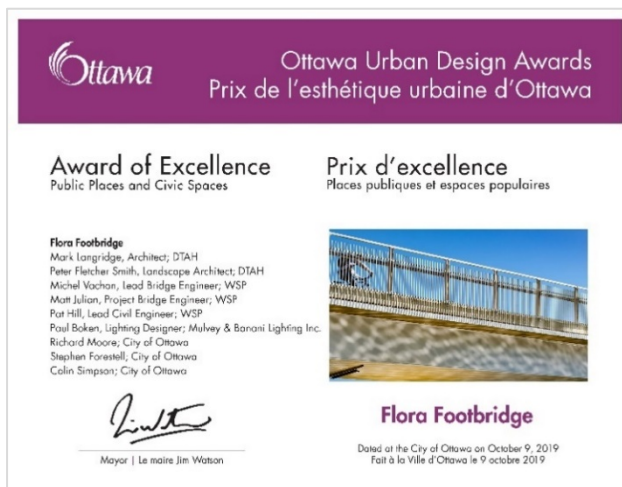 Ottawa
Ottawa Urban Design Awards
Prix de l'esthétique urbaine d'Ottawa
Award of Excellence
Public Places and Civic Spaces
Flora Footbridge
Mark Langridge, Architect; DTAH
Peter Fletcher Smith, Landscape Architect; DTAH
Michel Vachon, Lead Bridge Engineer; WSP
Matt Julian, Project Bridge Engineer; WSP
Pat Hill, Lead Civil Engineer; WSP
Paul Boken, Lighting Designer; Mulvey & Banani Lighting Inc.
Richard Moore; City of Ottawa
Stephen Forestell; City of Ottawa
Colin Simpson; City of Ottawa
Mayor | Le maire Jim Watson
Prix d'excellence
Places publiques et espaces populaires
Flora Footbridge
Dated at the City of Ottawa on October 9, 2019
Fait à la Ville d'Ottawa le 9 octobre 2019